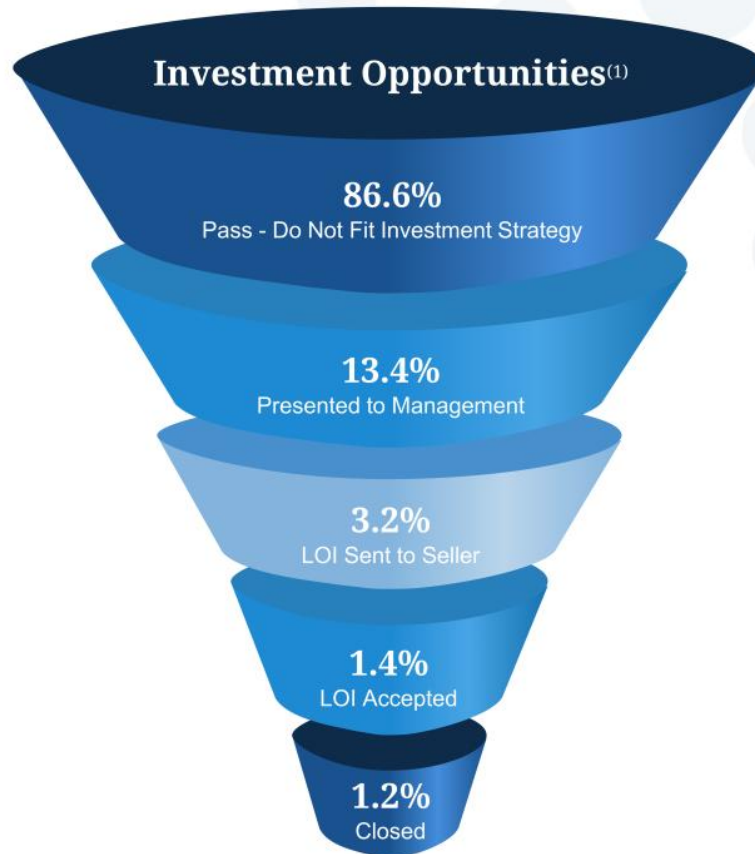 Investment Opportunities(1)
86.6%
Pass - Do Not Fit Investment Strategy
13.4%
Presented to Management
3.2%
LOI Sent to Seller
1.4%
LOI Accepted
1.2%
Closed